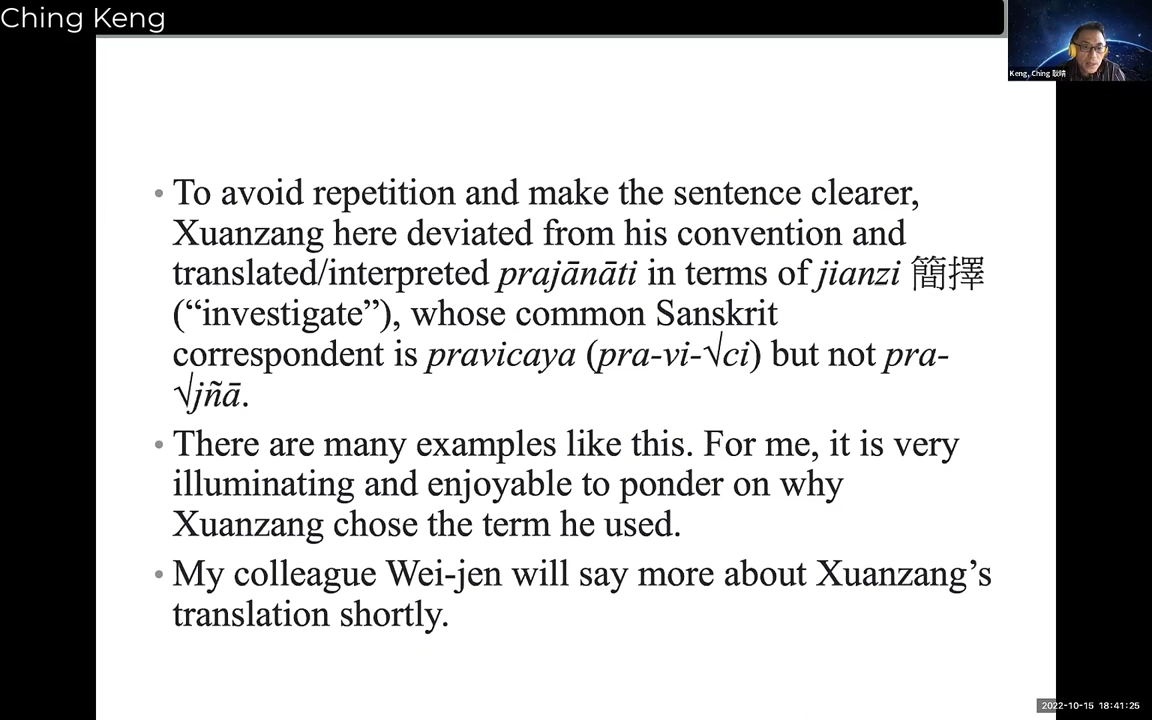 Ching Keng
Keng, Ching 耿晴
• To avoid repetition and make the sentence clearer,
Xuanzang here deviated from his convention and
translated/interpreted prajānāti in terms of jianzi 簡擇
(“investigate”), whose common Sanskrit
correspondent is pravicaya (pra-vi-√ci) but not pra-
√jñā.
• There are many examples like this. For me, it is very
illuminating and enjoyable to ponder on why
Xuanzang chose the term he used.
• My colleague Wei-jen will say more about Xuanzang’s
translation shortly.
2022-10-15 18:41:25